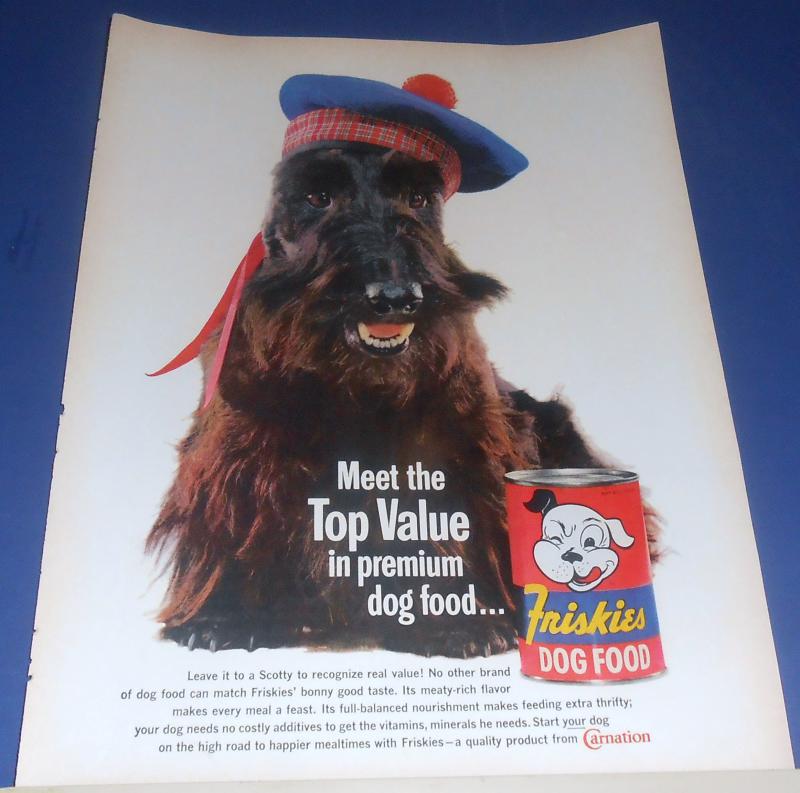 Meet the
Top Value
in premium
dog food...
Friskies
DOG FOOD
Leave it to a Scotty to recognize real value! No other brand
of dog food can match Friskies' bonny good taste. Its meaty-rich flavor
makes every meal a feast. Its full-balanced nourishment makes feeding extra thrifty;
your dog needs no costly additives to get the vitamins, minerals he needs. Start your dog
on the high road to happier mealtimes with Friskies—a quality product from Carnation